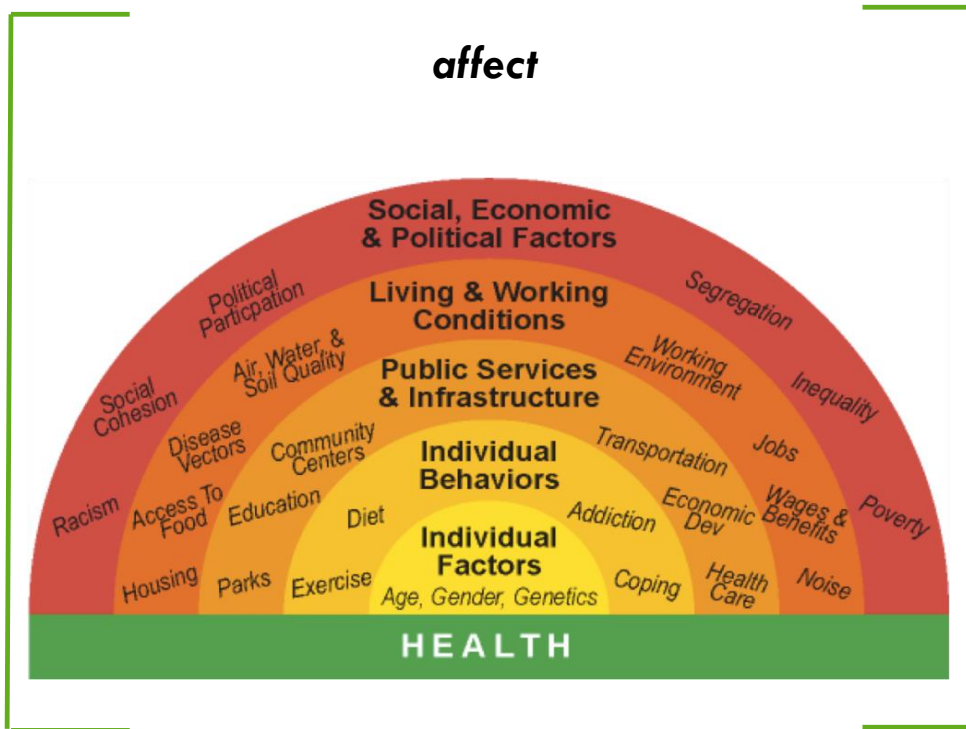 affect
Social, Economic
& Political Factors
Political
Particpation
Social
Cohesion
Racism
Segregation
Inequality
Poverty
Living & Working
Conditions
Air, Water, &
Soil Quality
Disease
Vectors
Access To
Food
Housing
Working
Environment
Jobs
Wages &
Benefits
Noise
Public Services
& Infrastructure
Community
Centers
Education
Parks
Transportation
Economic
Dev
Health
Care
Individual
Behaviors
Diet
Exercise
Addiction
Coping
Individual
Factors
Age, Gender, Genetics
HEALTH